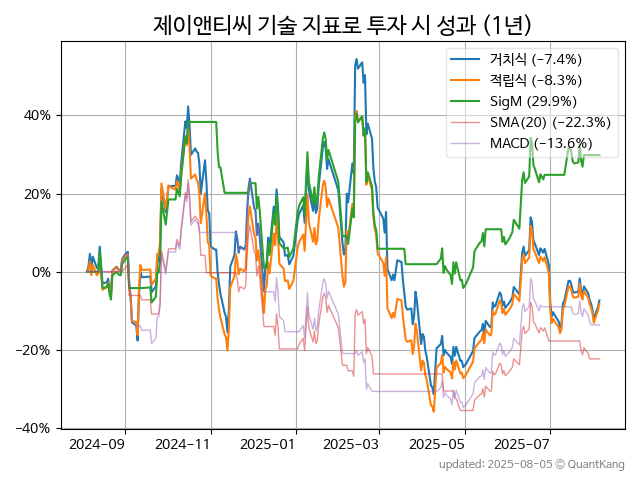 제이앤티씨 기술 지표로 투자 시 성과 (1년)
거치식 (−7.4%)
적립식 (−8.3%)
SigM (29.9%)
SMA(20) (−22.3%)
MACD (−13.6%)
40%
20%
0%
−20%
−40%
2024-09 2024-11 2025-01 2025-03 2025-05 2025-07
updated: 2025-08-05 © QuantKang